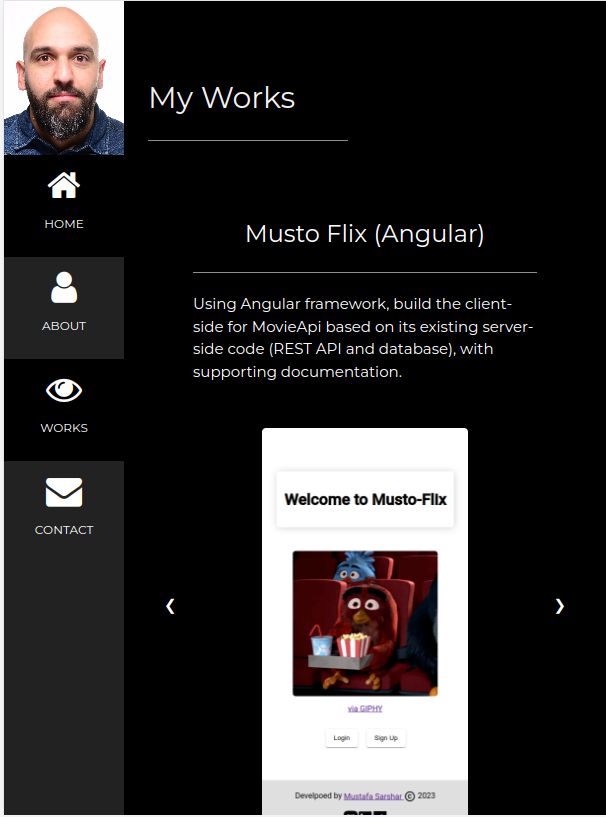 My Works
HOME
ABOUT
WORKS
CONTACT
Musto Flix (Angular)
Using Angular framework, build the client-
side for MovieApi based on its existing server-
side code (REST API and database), with
supporting documentation.
Welcome to Musto-Flix
via GIPHY
Login Sign Up
Develpoed by Mustafa Sarshar © 2023